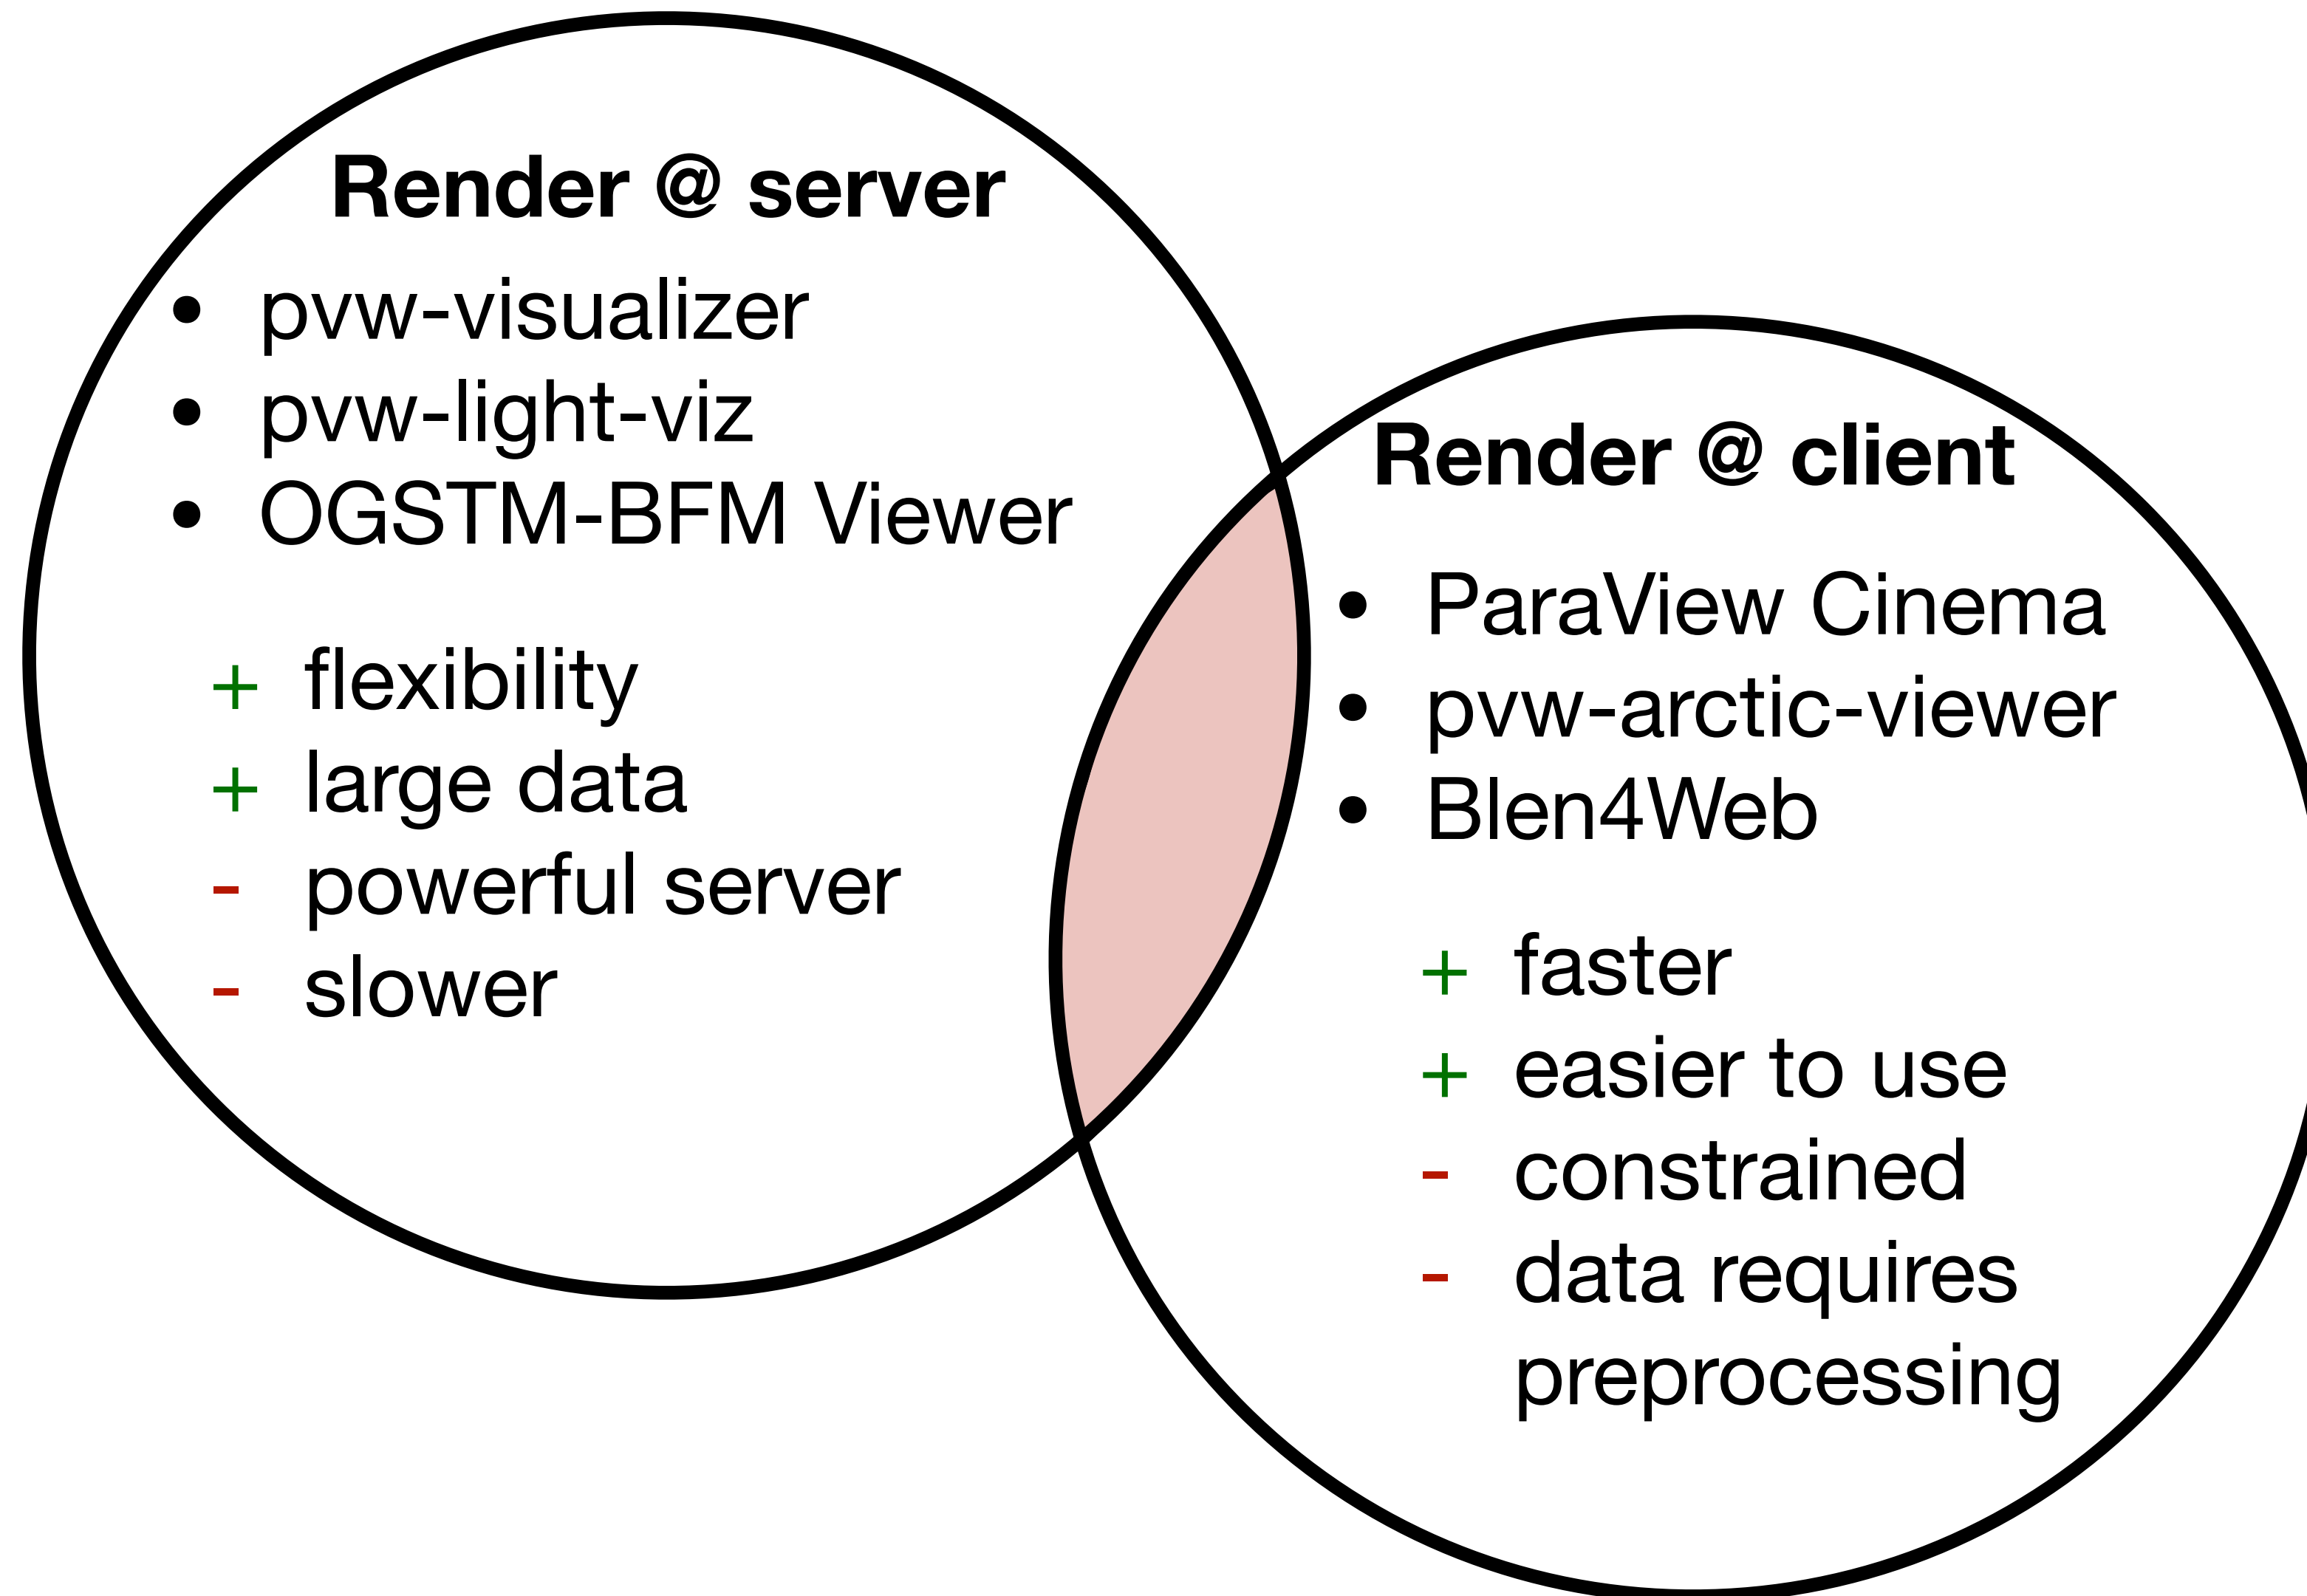 Render @ server
• pvw-visualizer
• pvw-light-viz
• OGSTM-BFM Viewer
+ flexibility
+ large data
- powerful server
- slower
Render @ client
• ParaView Cinema
• pvw-arctic-viewer
• Blen4Web
+ faster
+ easier to use
- constrained
- data requires
preprocessing